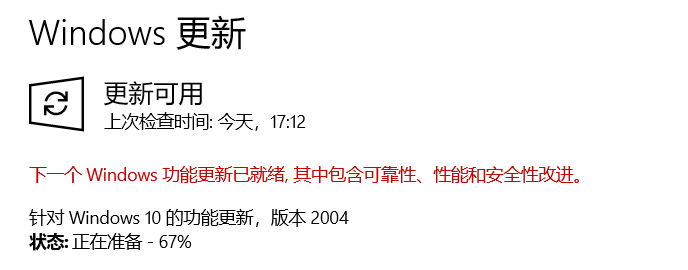 Windows 更新
更新可用
上次检查时间: 今天，17:12
下一个 Windows 功能更新已就绪, 其中包含可靠性、性能和安全性改进。
针对 Windows 10 的功能更新，版本 2004
状态: 正在准备 - 67%